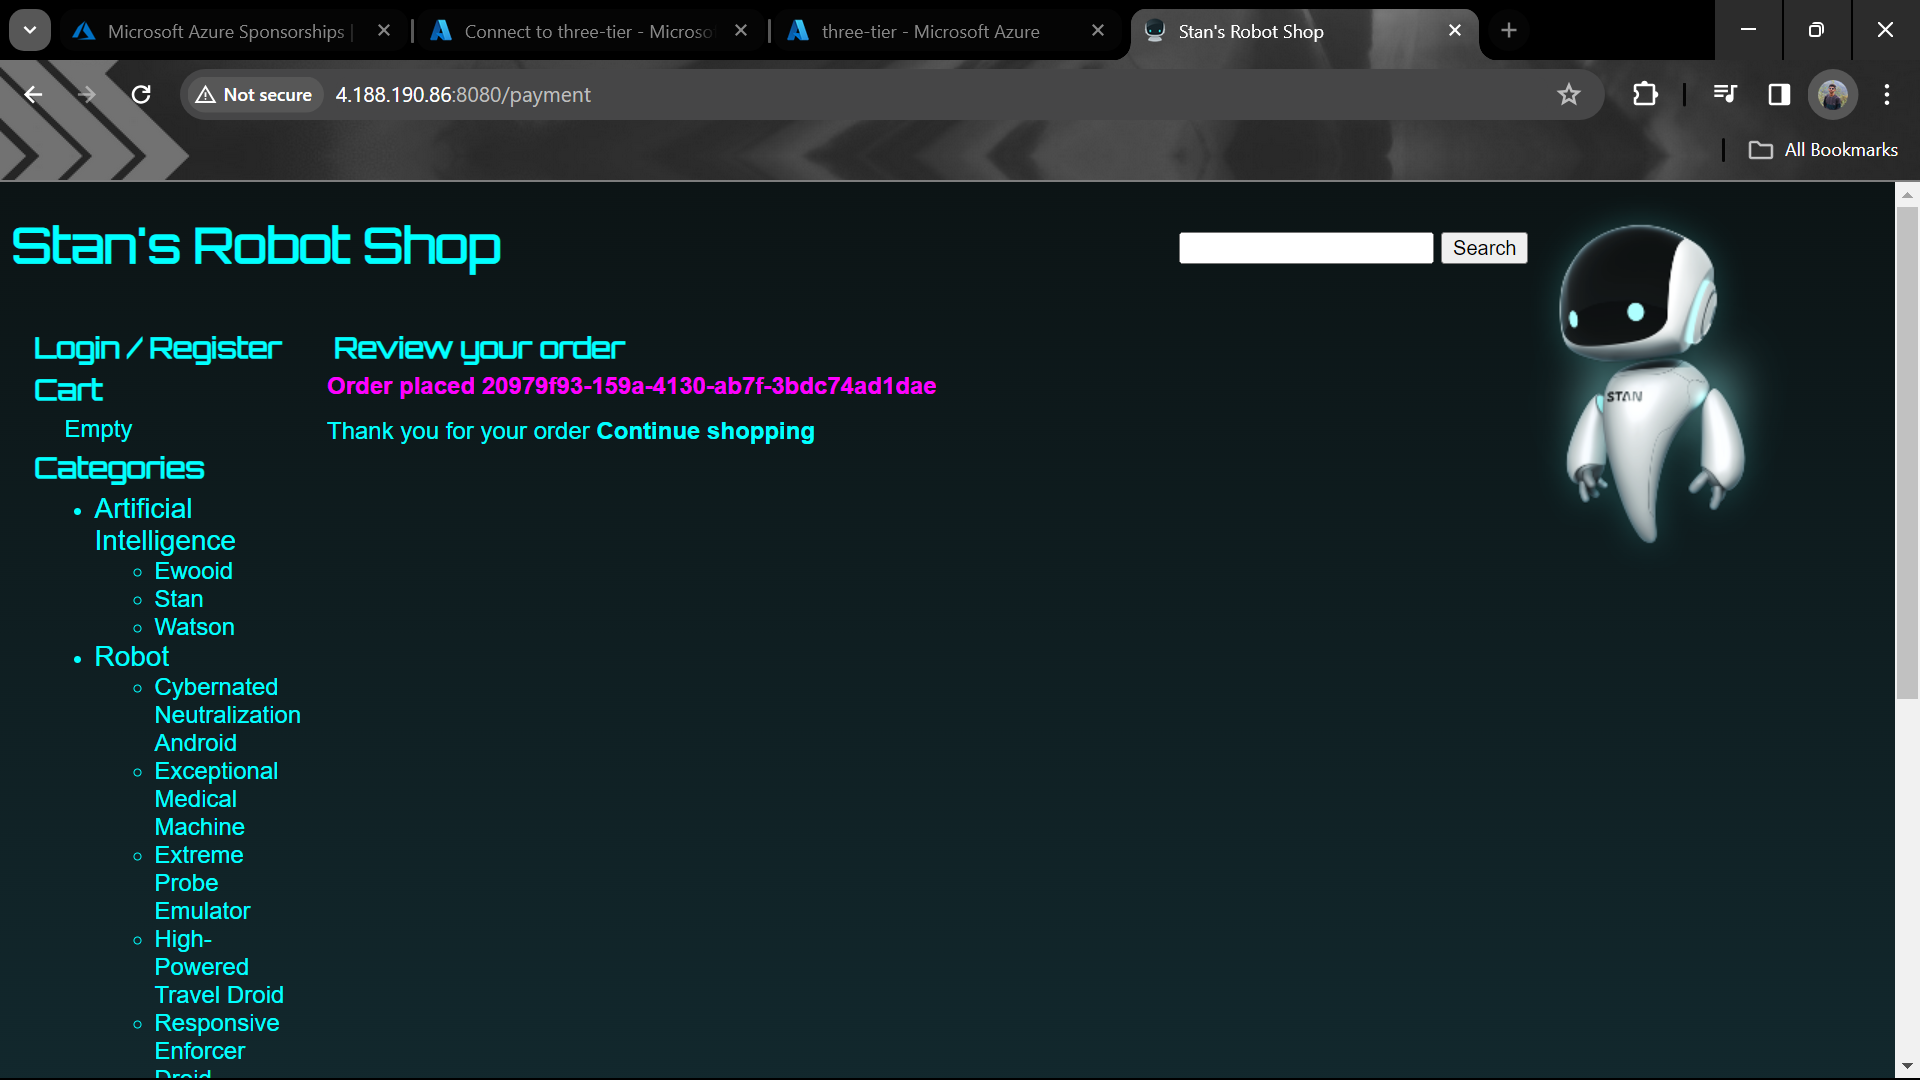 Microsoft Azure Sponsorships |
Connect to three-tier - Microso
three-tier - Microsoft Azure
Stan's Robot Shop
Not secure
4.188.190.86:8080/payment
All Bookmarks
Stan's Robot Shop
Search
STAN
Login / Register
Review your order
Cart
Order placed 20979f93-159a-4130-ab7f-3bdc74ad1dae
Empty
Thank you for your order Continue shopping
Categories
Artificial
Intelligence
Ewooid
Stan
Watson
Robot
Cybernated
Neutralization
Android
Exceptional
Medical
Machine
Extreme
Probe
Emulator
High-
Powered
Travel Droid
Responsive
Enforcer
Droid